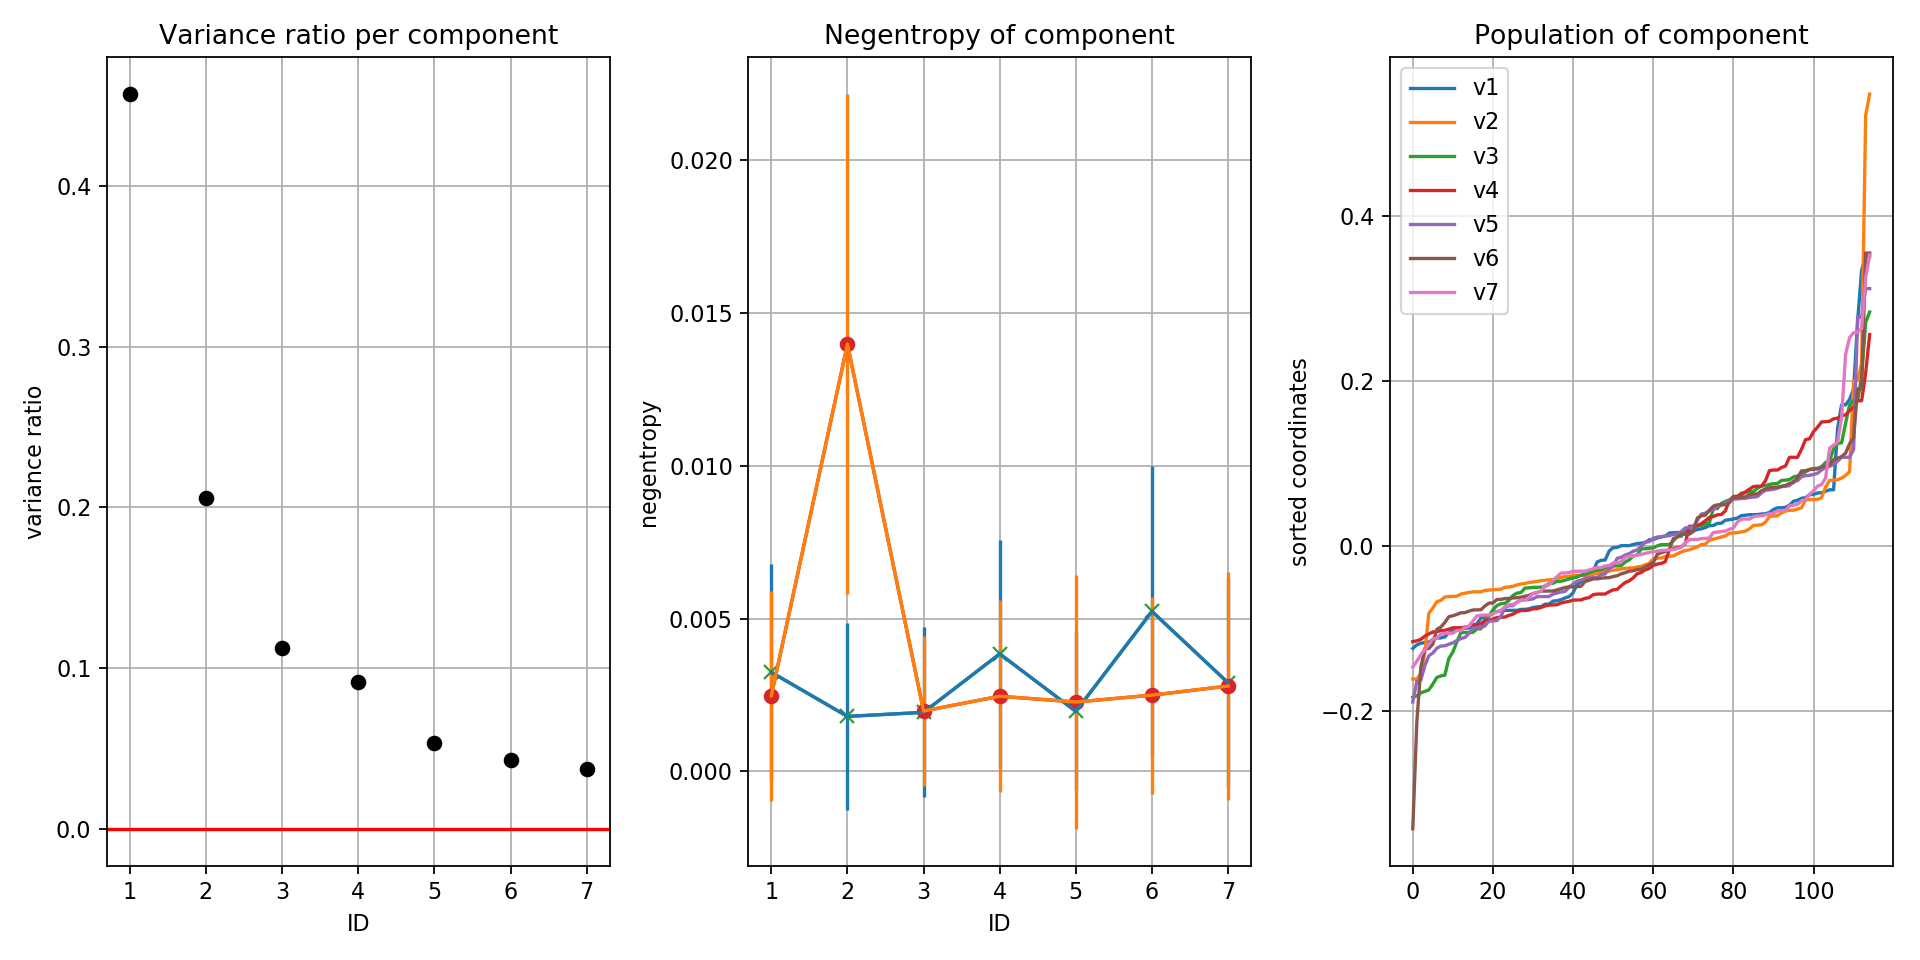 Variance ratio per component
variance ratio
0.4
0.3
0.2
0.1
0.0
1 2 3 4 5 6 7
ID
Negentropy of component
negentropy
0.020
0.015
0.010
0.005
0.000
1 2 3 4 5 6 7
ID
Population of component
sorted coordinates
0.4
0.2
0.0
−0.2
0 20 40 60 80 100
v1
v2
v3
v4
v5
v6
v7